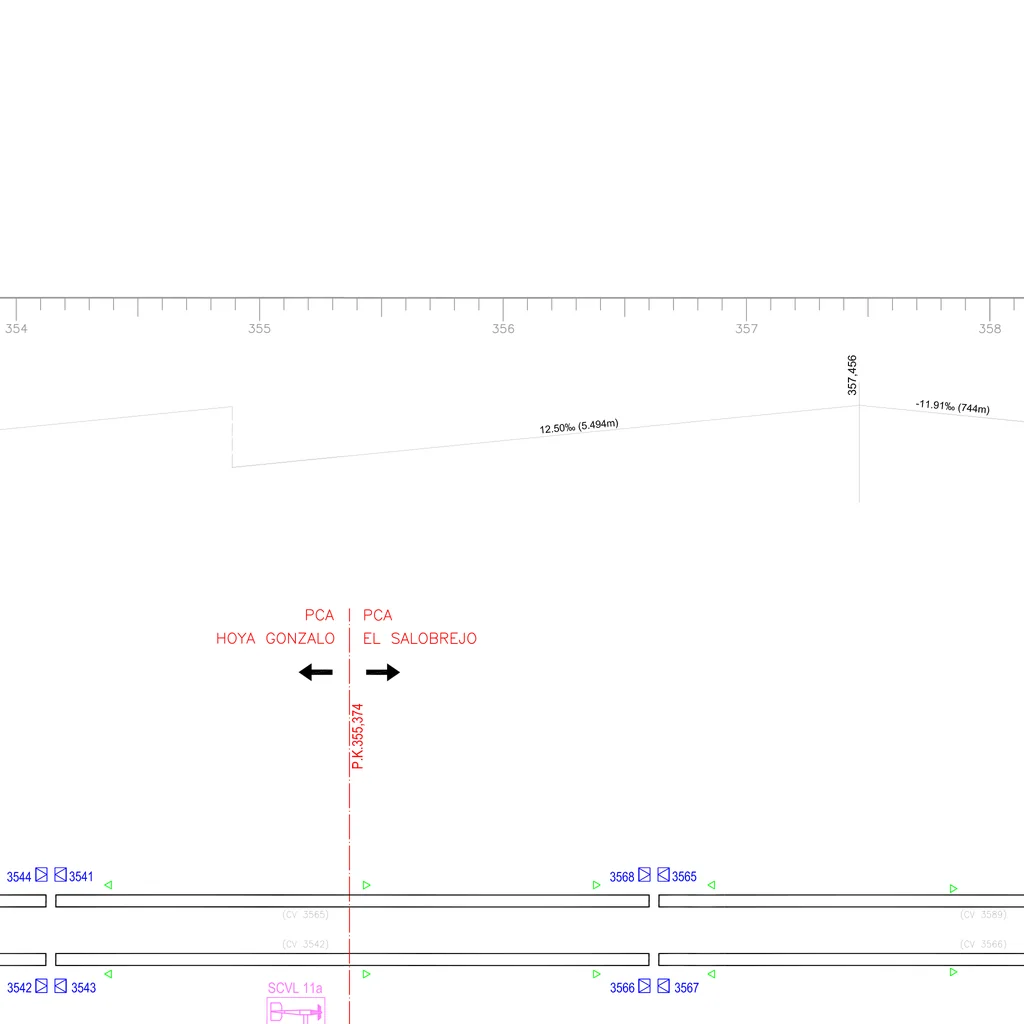 354 355 356 357 358
357,456
12.50‰ (5.494m)
-11.91‰ (744m)
PCA PCA
HOYA GONZALO EL SALOBREJO
P.K.355,374
3544 3541 3568 3565
(CV 3565) (CV 3589)
(CV 3542) (CV 3566)
3542 3543 3566 3567
SCVL 11a